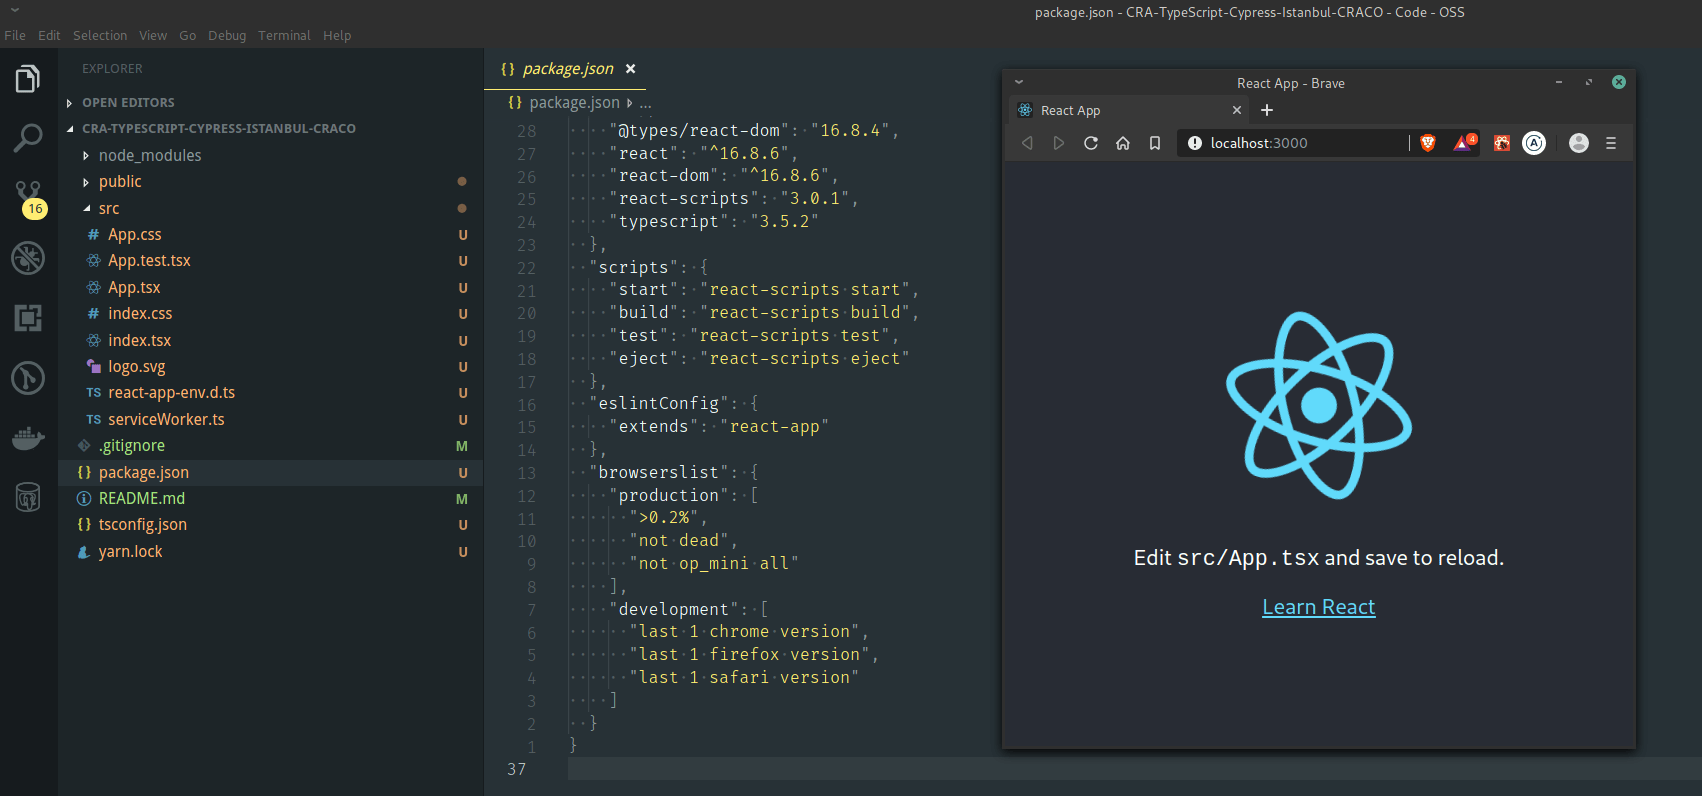 package.json - CRA-TypeScript-Cypress-Istanbul-CRACO - Code - OSS
File Edit Selection View Go Debug Terminal Help
EXPLORER
OPEN EDITORS
CRA-TYPESCRIPT-CYPRESS-ISTANBUL-CRACO
node_modules
public
src
# App.css U
App.test.tsx U
App.tsx U
# index.css U
index.tsx U
logo.svg U
TS react-app-env.d.ts U
TS serviceWorker.ts U
.gitignore M
{} package.json U
README.md M
{} tsconfig.json U
yarn.lock U
16
{} package.json ×
{} package.json ...
28 "@types/react-dom": "16.8.4",
27 "react": "^16.8.6",
26 "react-dom": "^16.8.6",
25 "react-scripts": "3.0.1",
24 "typescript": "3.5.2"
23 },
22 "scripts": {
21 "start": "react-scripts start",
20 "build": "react-scripts build",
19 "test": "react-scripts test",
18 "eject": "react-scripts eject"
17 },
16 "eslintConfig": {
15 "extends": "react-app"
14 },
13 "browserslist": {
12 "production": [
11 ">0.2%",
10 "not dead",
9 "not op_mini all"
8 ],
7 "development": [
6 "last 1 chrome version",
5 "last 1 firefox version",
4 "last 1 safari version"
3 ]
2 }
1 }
37
React App - Brave
React App
localhost:3000
4
A
Edit src/App.tsx and save to reload.
Learn React